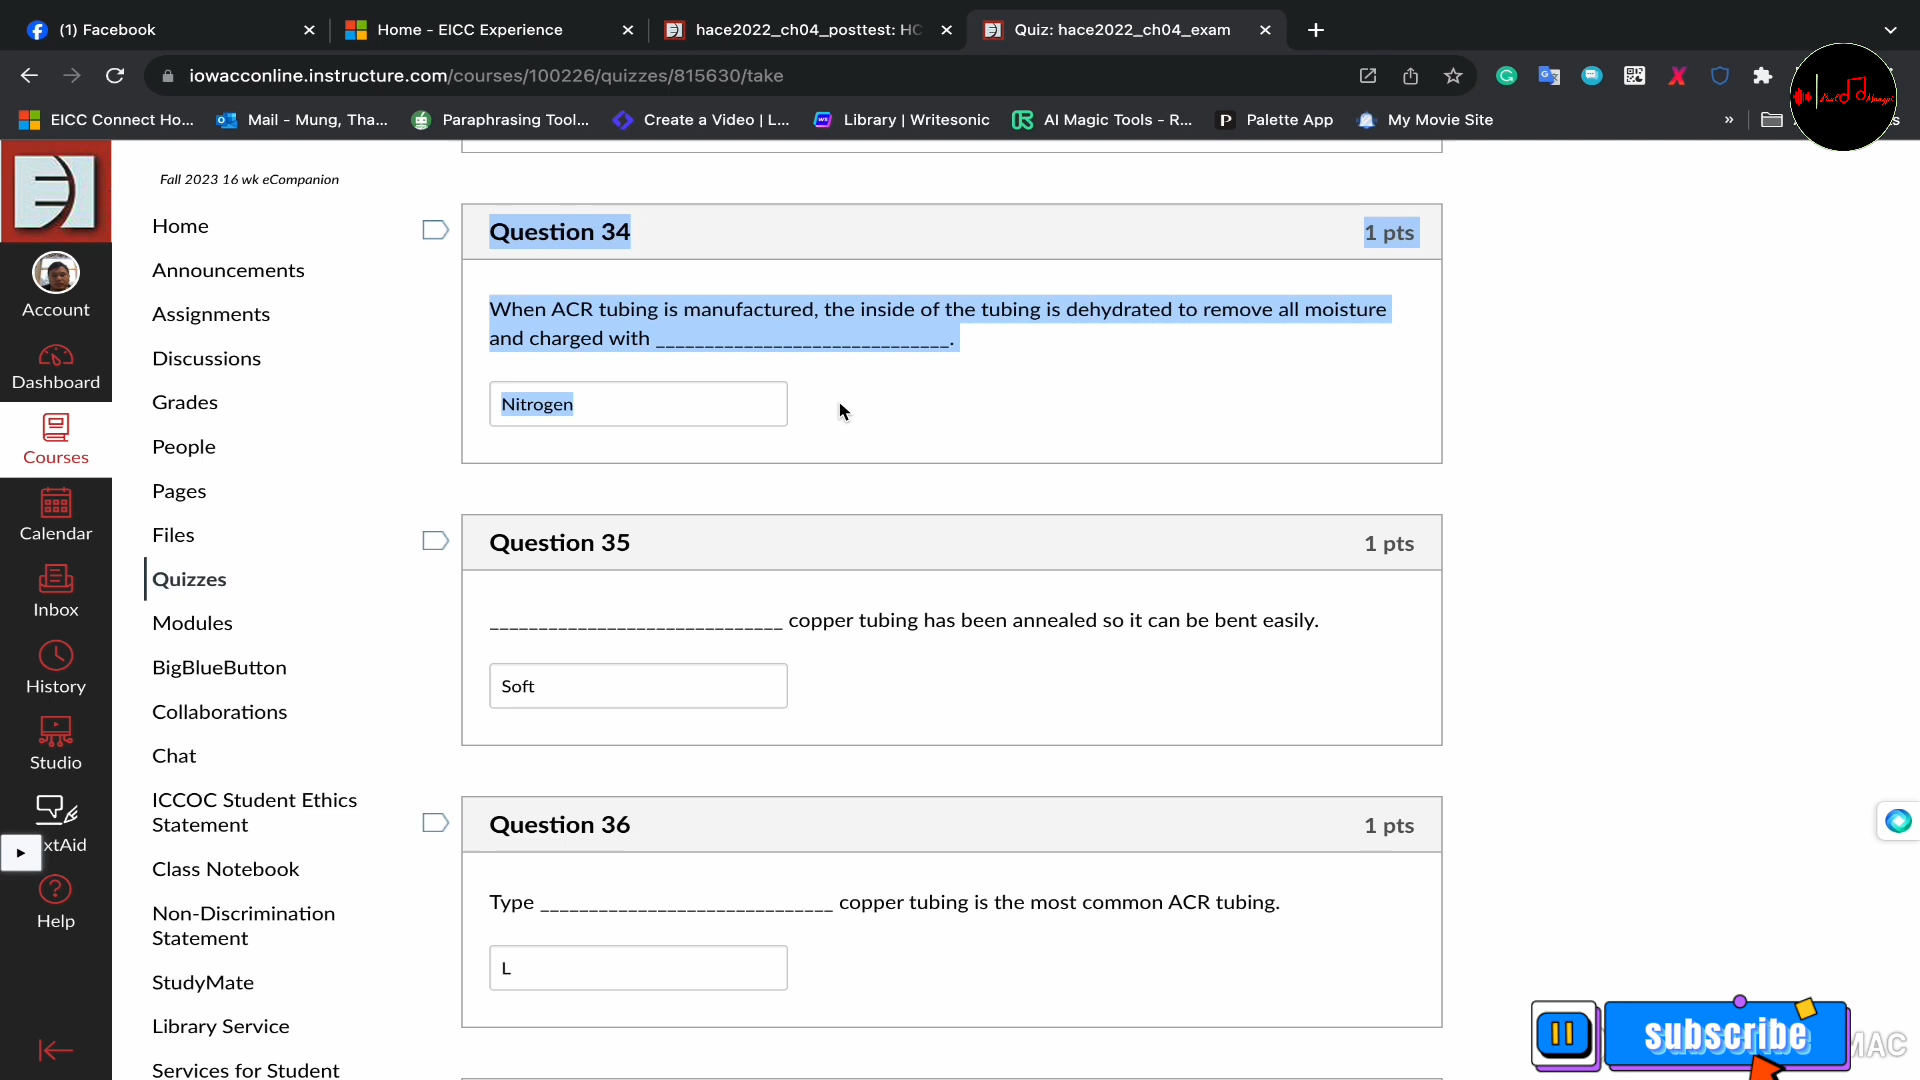 (1) Facebook
Home - EICC Experience
hace2022_ch04_posttest: HC
Quiz: hace2022_ch04_exam
iowacconline.instructure.com/courses/100226/quizzes/815630/take
EICC Connect Ho...
Mail - Mung, Tha...
Paraphrasing Tool...
Create a Video | L...
Library | Writesonic
AI Magic Tools - R...
Palette App
My Movie Site
»
Account
Dashboard
Courses
Calendar
Inbox
History
Studio
xtAid
Help
Fall 2023 16 wk eCompanion
Home
Announcements
Assignments
Discussions
Grades
People
Pages
Files
Quizzes
Modules
BigBlueButton
Collaborations
Chat
ICCOC Student Ethics
Statement
Class Notebook
Non-Discrimination
Statement
StudyMate
Library Service
Services for Student
Question 34
1 pts
When ACR tubing is manufactured, the inside of the tubing is dehydrated to remove all moisture
and charged with ______________________________.
Nitrogen
Question 35
1 pts
______________________________ copper tubing has been annealed so it can be bent easily.
Soft
Question 36
1 pts
Type ______________________________ copper tubing is the most common ACR tubing.
L
subscribe
MAC